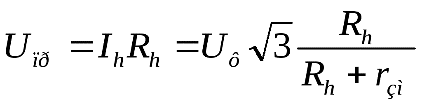 U_ïð = I_h R_h = U_ô √3 R_h / (R_h + r_çì)